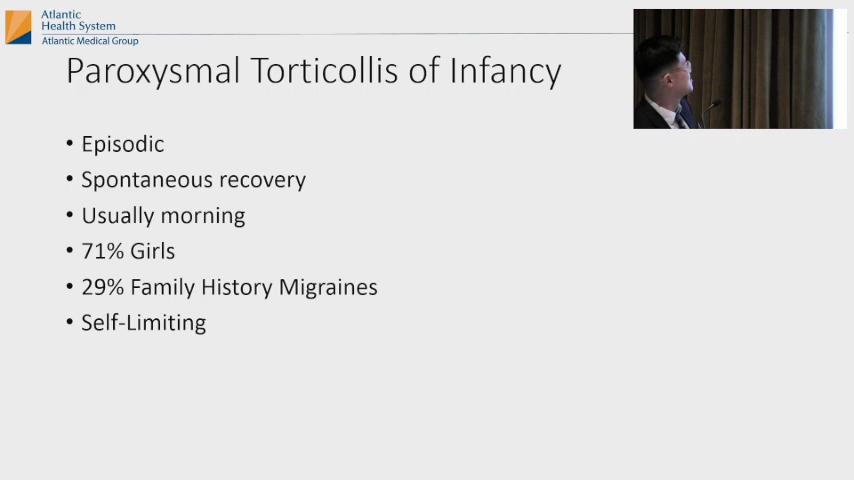 Atlantic
Health System
Atlantic Medical Group
Paroxysmal Torticollis of Infancy
• Episodic
• Spontaneous recovery
• Usually morning
• 71% Girls
• 29% Family History Migraines
• Self-Limiting